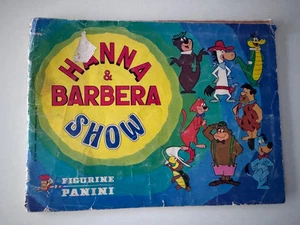 HANNA
&
BARBERA
SHOW
FIGURINE
PANINI